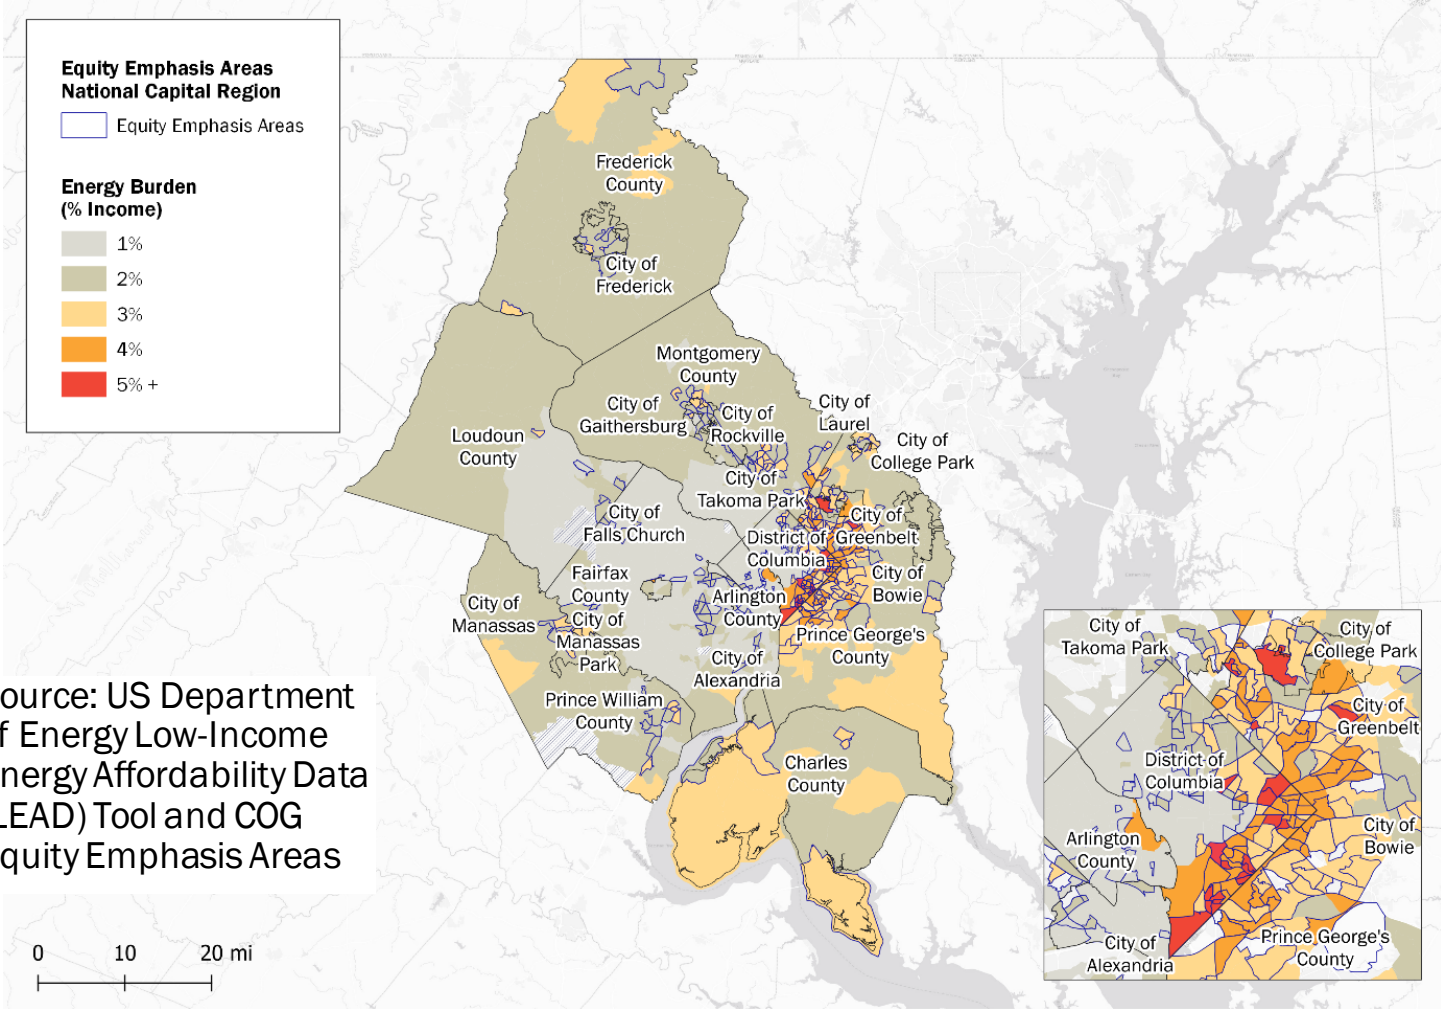 Equity Emphasis Areas
National Capital Region
Equity Emphasis Areas
Energy Burden
(% Income)
1%
2%
3%
4%
5% +
Frederick
County
City of
Frederick
Montgomery
County
City of
Gaithersburg
City of
Rockville
City of
Laurel
City of
College Park
Loudoun
County
City of
Takoma Park
City of
Falls Church
City of
Greenbelt
District of
Columbia
Fairfax
County
City of
Bowie
City of
Manassas
Arlington
County
City of
Manassas
Park
Prince George's
County
City of
Alexandria
Prince William
County
Charles
County
ource: US Department
f Energy Low-Income
nergy Affordability Data
LEAD) Tool and COG
quity Emphasis Areas
0 10 20 mi
City of
Takoma Park
City of
College Park
City of
Greenbelt
District of
Columbia
Arlington
County
City of
Bowie
City of
Alexandria
Prince George's
County